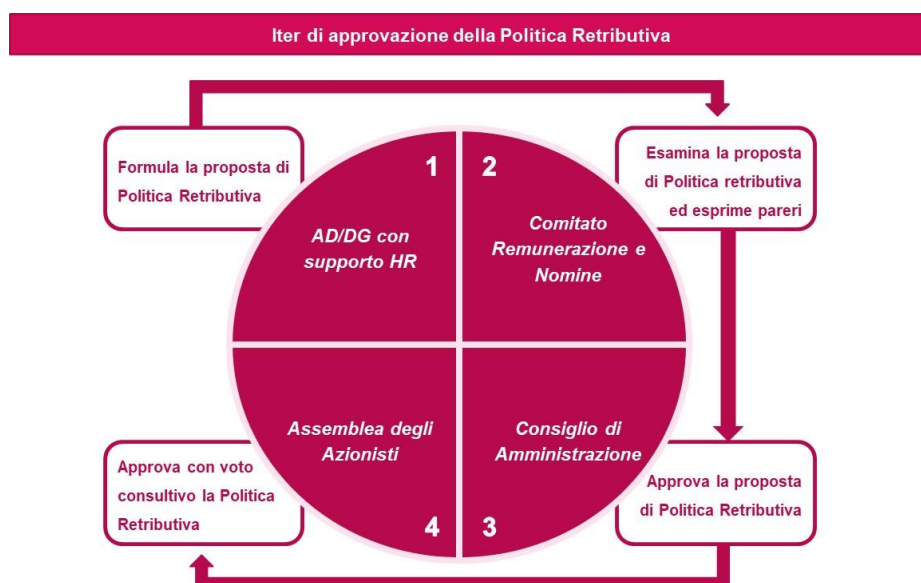 Iter di approvazione della Politica Retributiva
Formula la proposta di
Politica Retributiva
1
AD/DG con
supporto HR
2
Comitato
Remunerazione e
Nomine
Esamina la proposta
di Politica retributiva
ed esprime pareri
Consiglio di
Amministrazione
3
Approva la proposta
di Politica Retributiva
Assemblea degli
Azionisti
4
Approva con voto
consultivo la Politica
Retributiva